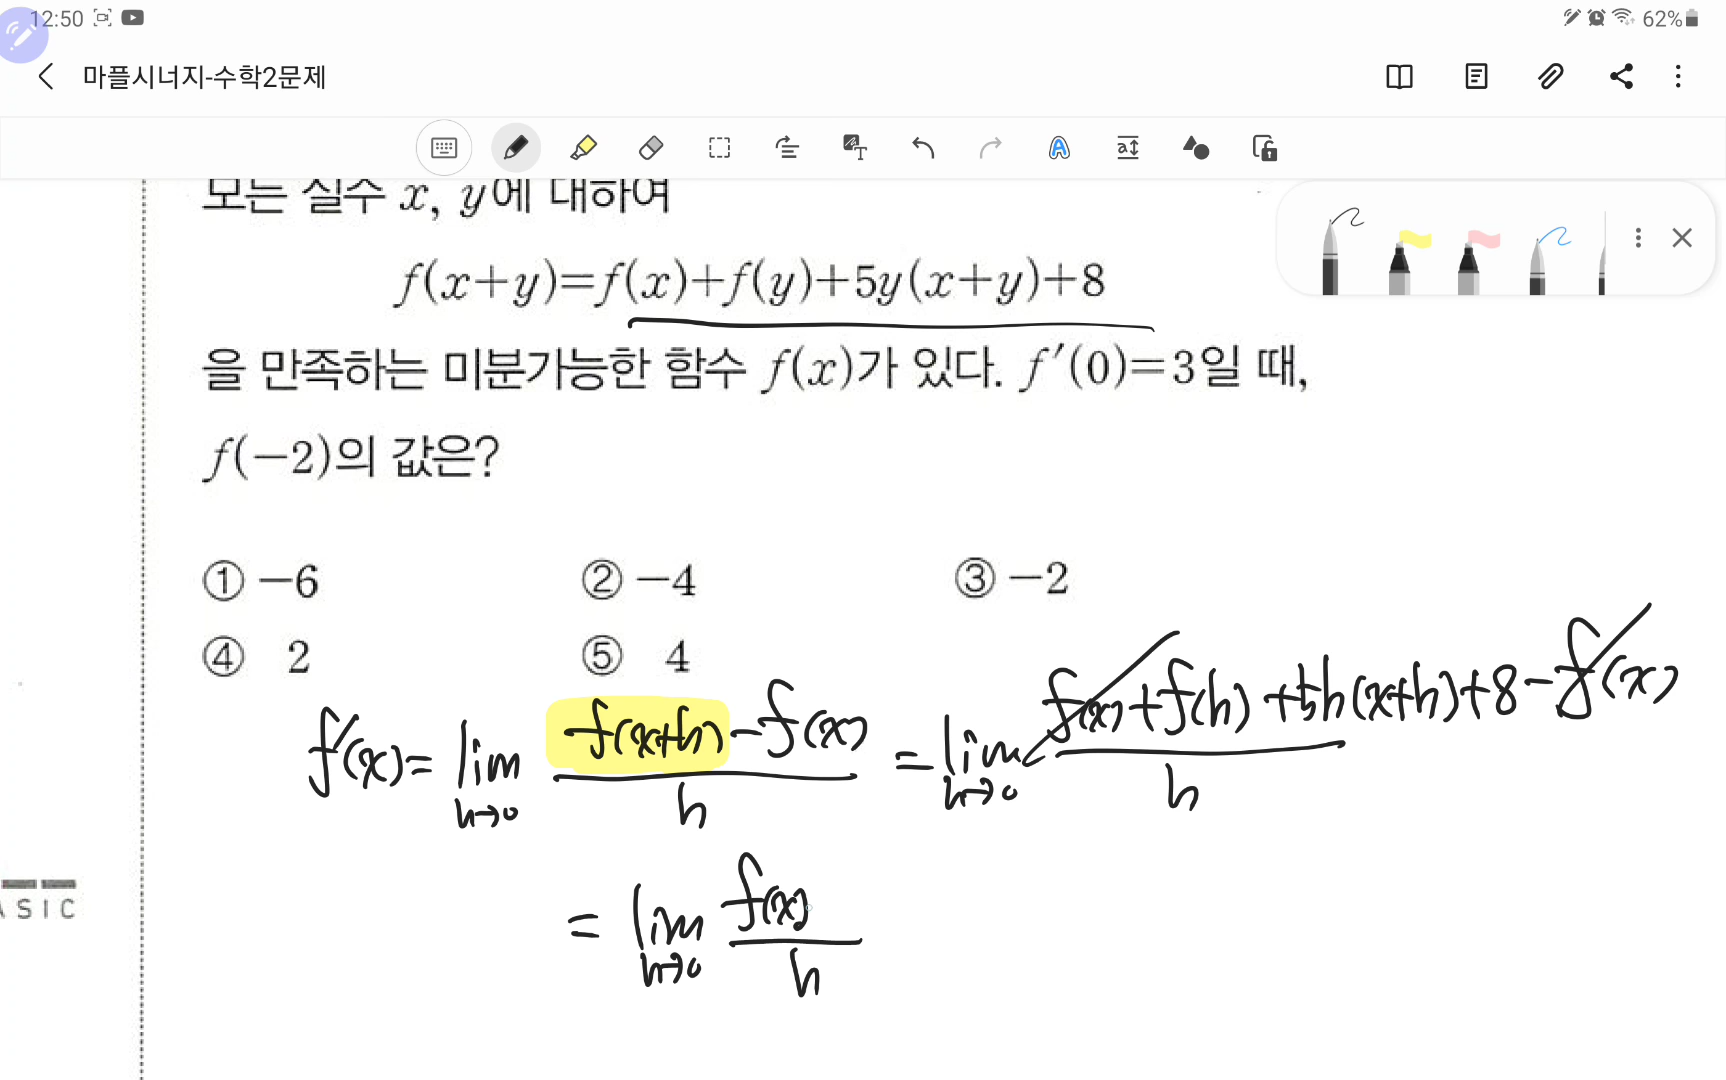 12:50 62%
마플시너지-수학2문제
모든 실수 x, y에 대하여
f(x+y)=f(x)+f(y)+5y(x+y)+8
을 만족하는 미분가능한 함수 f(x)가 있다. f′(0)=3일 때,
f(−2)의 값은?
① −6 ② −4 ③ −2
④ 2 ⑤ 4
f′(x)= lim h→0 f(x+h)-f(x) / h = lim h→0 f(x)+f(h)+5h(x+h)+8-f(x) / h
= lim h→0 f(x) / h
ASIC